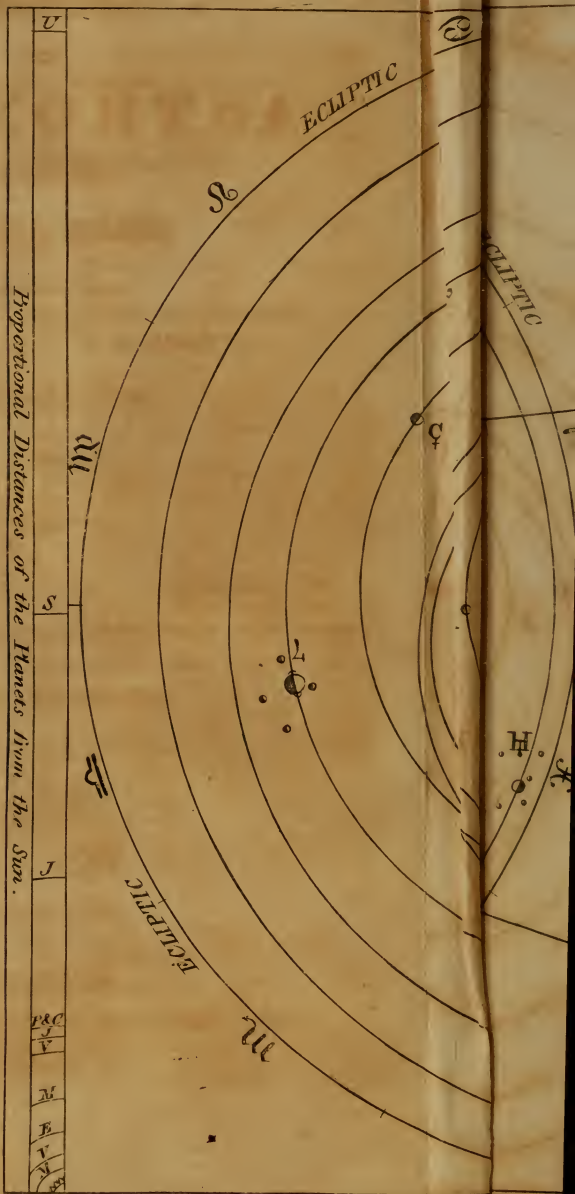 U
ECLIPTIC
♋
♌
ECLIPTIC
♍
♀
S
♄
♅
♓
♎
J
ECLIPTIC
♏
P&C
J
V
M
E
V
M
Proportional Distances of the Planets from the Sun.